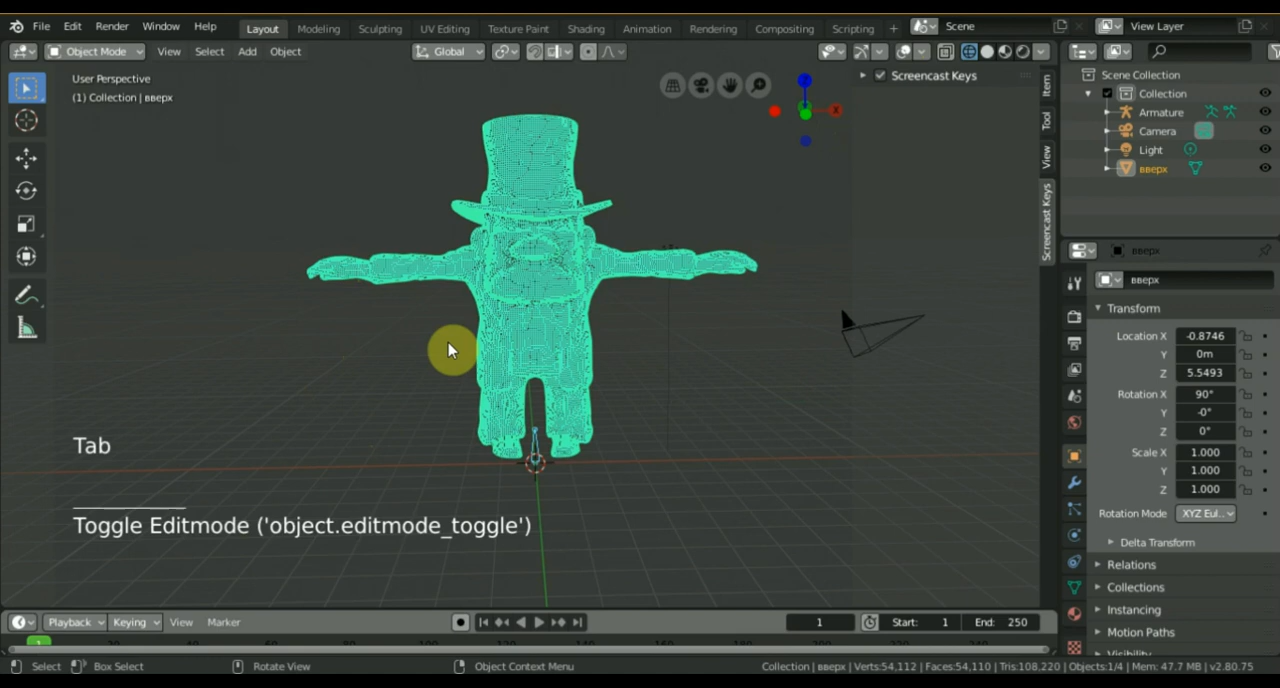 File Edit Render Window Help Layout Modeling Sculpting UV Editing Texture Paint Shading Animation Rendering Compositing Scripting + Scene View Layer
Object Mode View Select Add Object Global
User Perspective
(1) Collection | вверх
Screencast Keys
Item
Tool
View
Screencast Keys
X
Tab
Toggle Editmode ('object.editmode_toggle')
Scene Collection
Collection
Armature
Camera
Light
вверх
вверх
вверх
Transform
Location X -0.8746
Y 0m
Z 5.5493
Rotation X 90°
Y -0°
Z 0°
Scale X 1.000
Y 1.000
Z 1.000
Rotation Mode XYZ Eul..
Delta Transform
Relations
Collections
Instancing
Motion Paths
Playback Keying View Marker 1 Start: 1 End: 250
1
Select Box Select Rotate View Object Context Menu Collection | вверх | Verts:54,112 | Faces:54,110 | Tris:108,220 | Objects:1/4 | Mem: 47.7 MB | v2.80.75